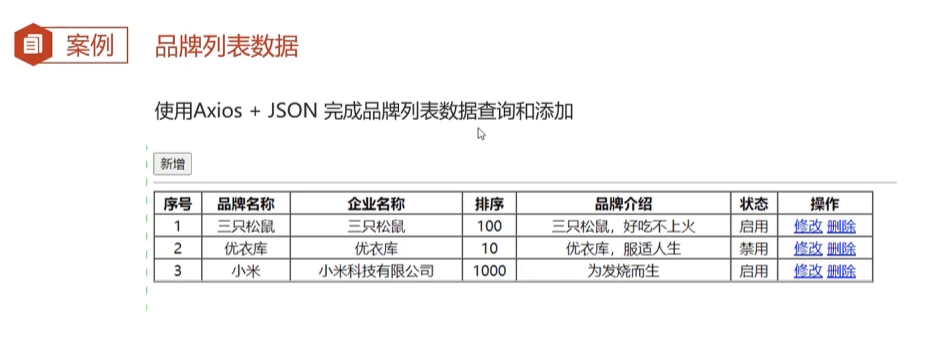 案例 品牌列表数据
使用Axios + JSON 完成品牌列表数据查询和添加
新增
序号 品牌名称 企业名称 排序 品牌介绍 状态 操作
1 三只松鼠 三只松鼠 100 三只松鼠，好吃不上火 启用 修改 删除
2 优衣库 优衣库 10 优衣库，服适人生 禁用 修改 删除
3 小米 小米科技有限公司 1000 为发烧而生 启用 修改 删除